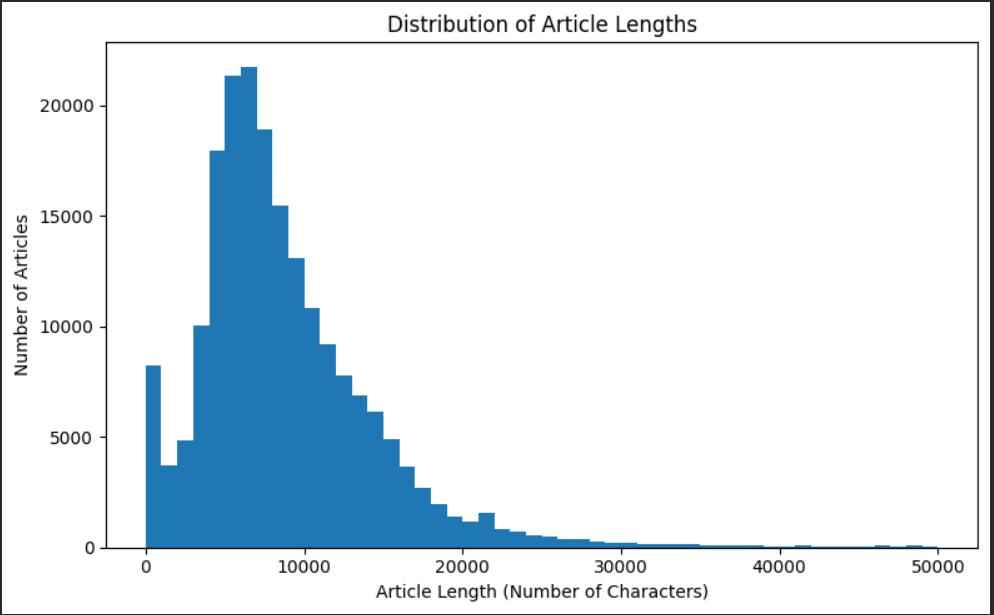 Distribution of Article Lengths
Number of Articles
20000
15000
10000
5000
0
0 10000 20000 30000 40000 50000
Article Length (Number of Characters)